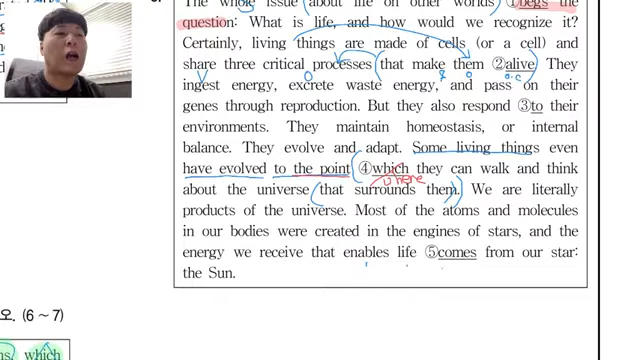 The whole issue (about life on other worlds) ①begs the
question: What is life, and how would we recognize it?
Certainly, living things are made of cells (or a cell) and
share three critical processes (that make them ②alive). They
V O O O.C
ingest energy, excrete waste energy, and pass on their
genes through reproduction. But they also respond ③to their
environments. They maintain homeostasis, or internal
balance. They evolve and adapt. Some living things even
have evolved to the point (④which they can walk and think
where
about the universe (that surrounds them.)) We are literally
products of the universe. Most of the atoms and molecules
in our bodies were created in the engines of stars, and the
energy we receive that enables life ⑤comes from our star:
the Sun.
오. (6 ~ 7)
which